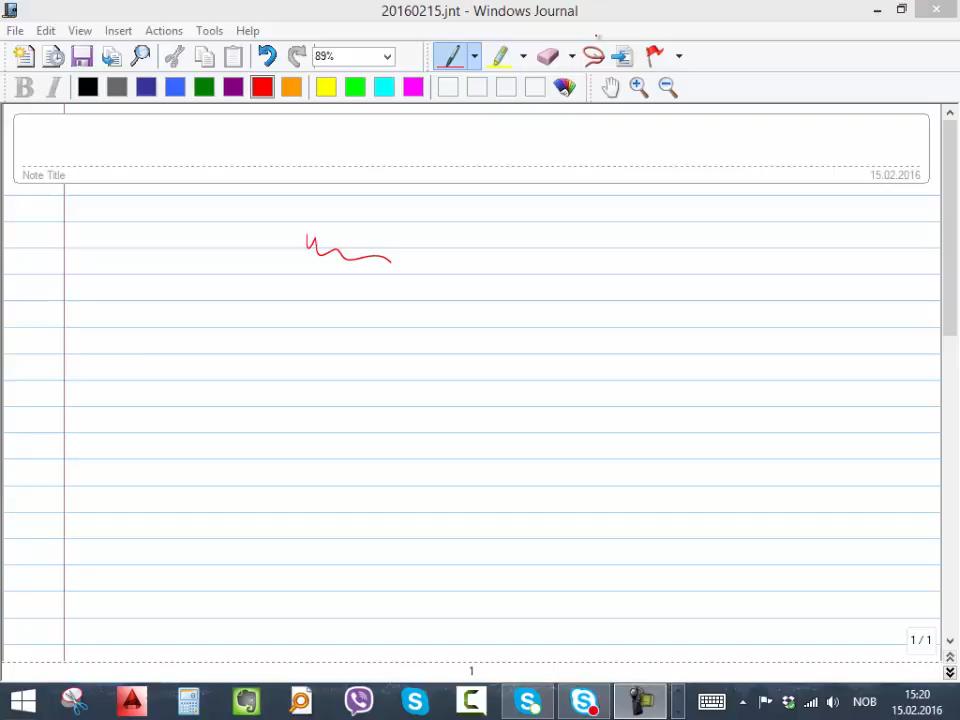 20160215.jnt - Windows Journal
File Edit View Insert Actions Tools Help
89%
B I
Note Title 15.02.2016
1 / 1
1
NOB 15:20
15.02.2016